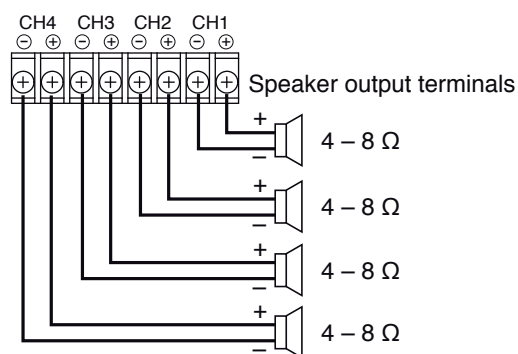 CH4 CH3 CH2 CH1
⊖ ⊕ ⊖ ⊕ ⊖ ⊕ ⊖ ⊕
Speaker output terminals
+
4 – 8 Ω
–
+
4 – 8 Ω
–
+
4 – 8 Ω
–
+
4 – 8 Ω
–